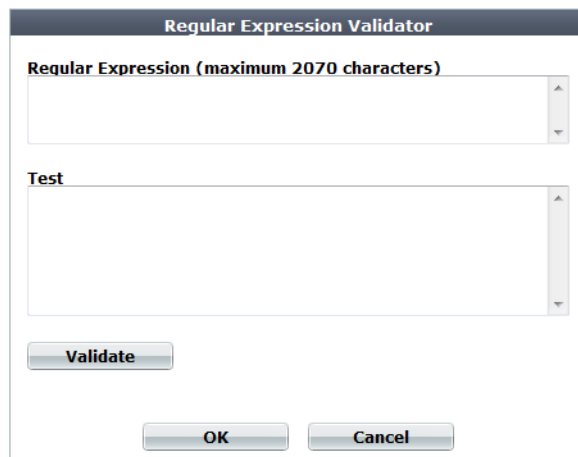 Regular Expression Validator
Regular Expression (maximum 2070 characters)
Test
Validate
OK Cancel